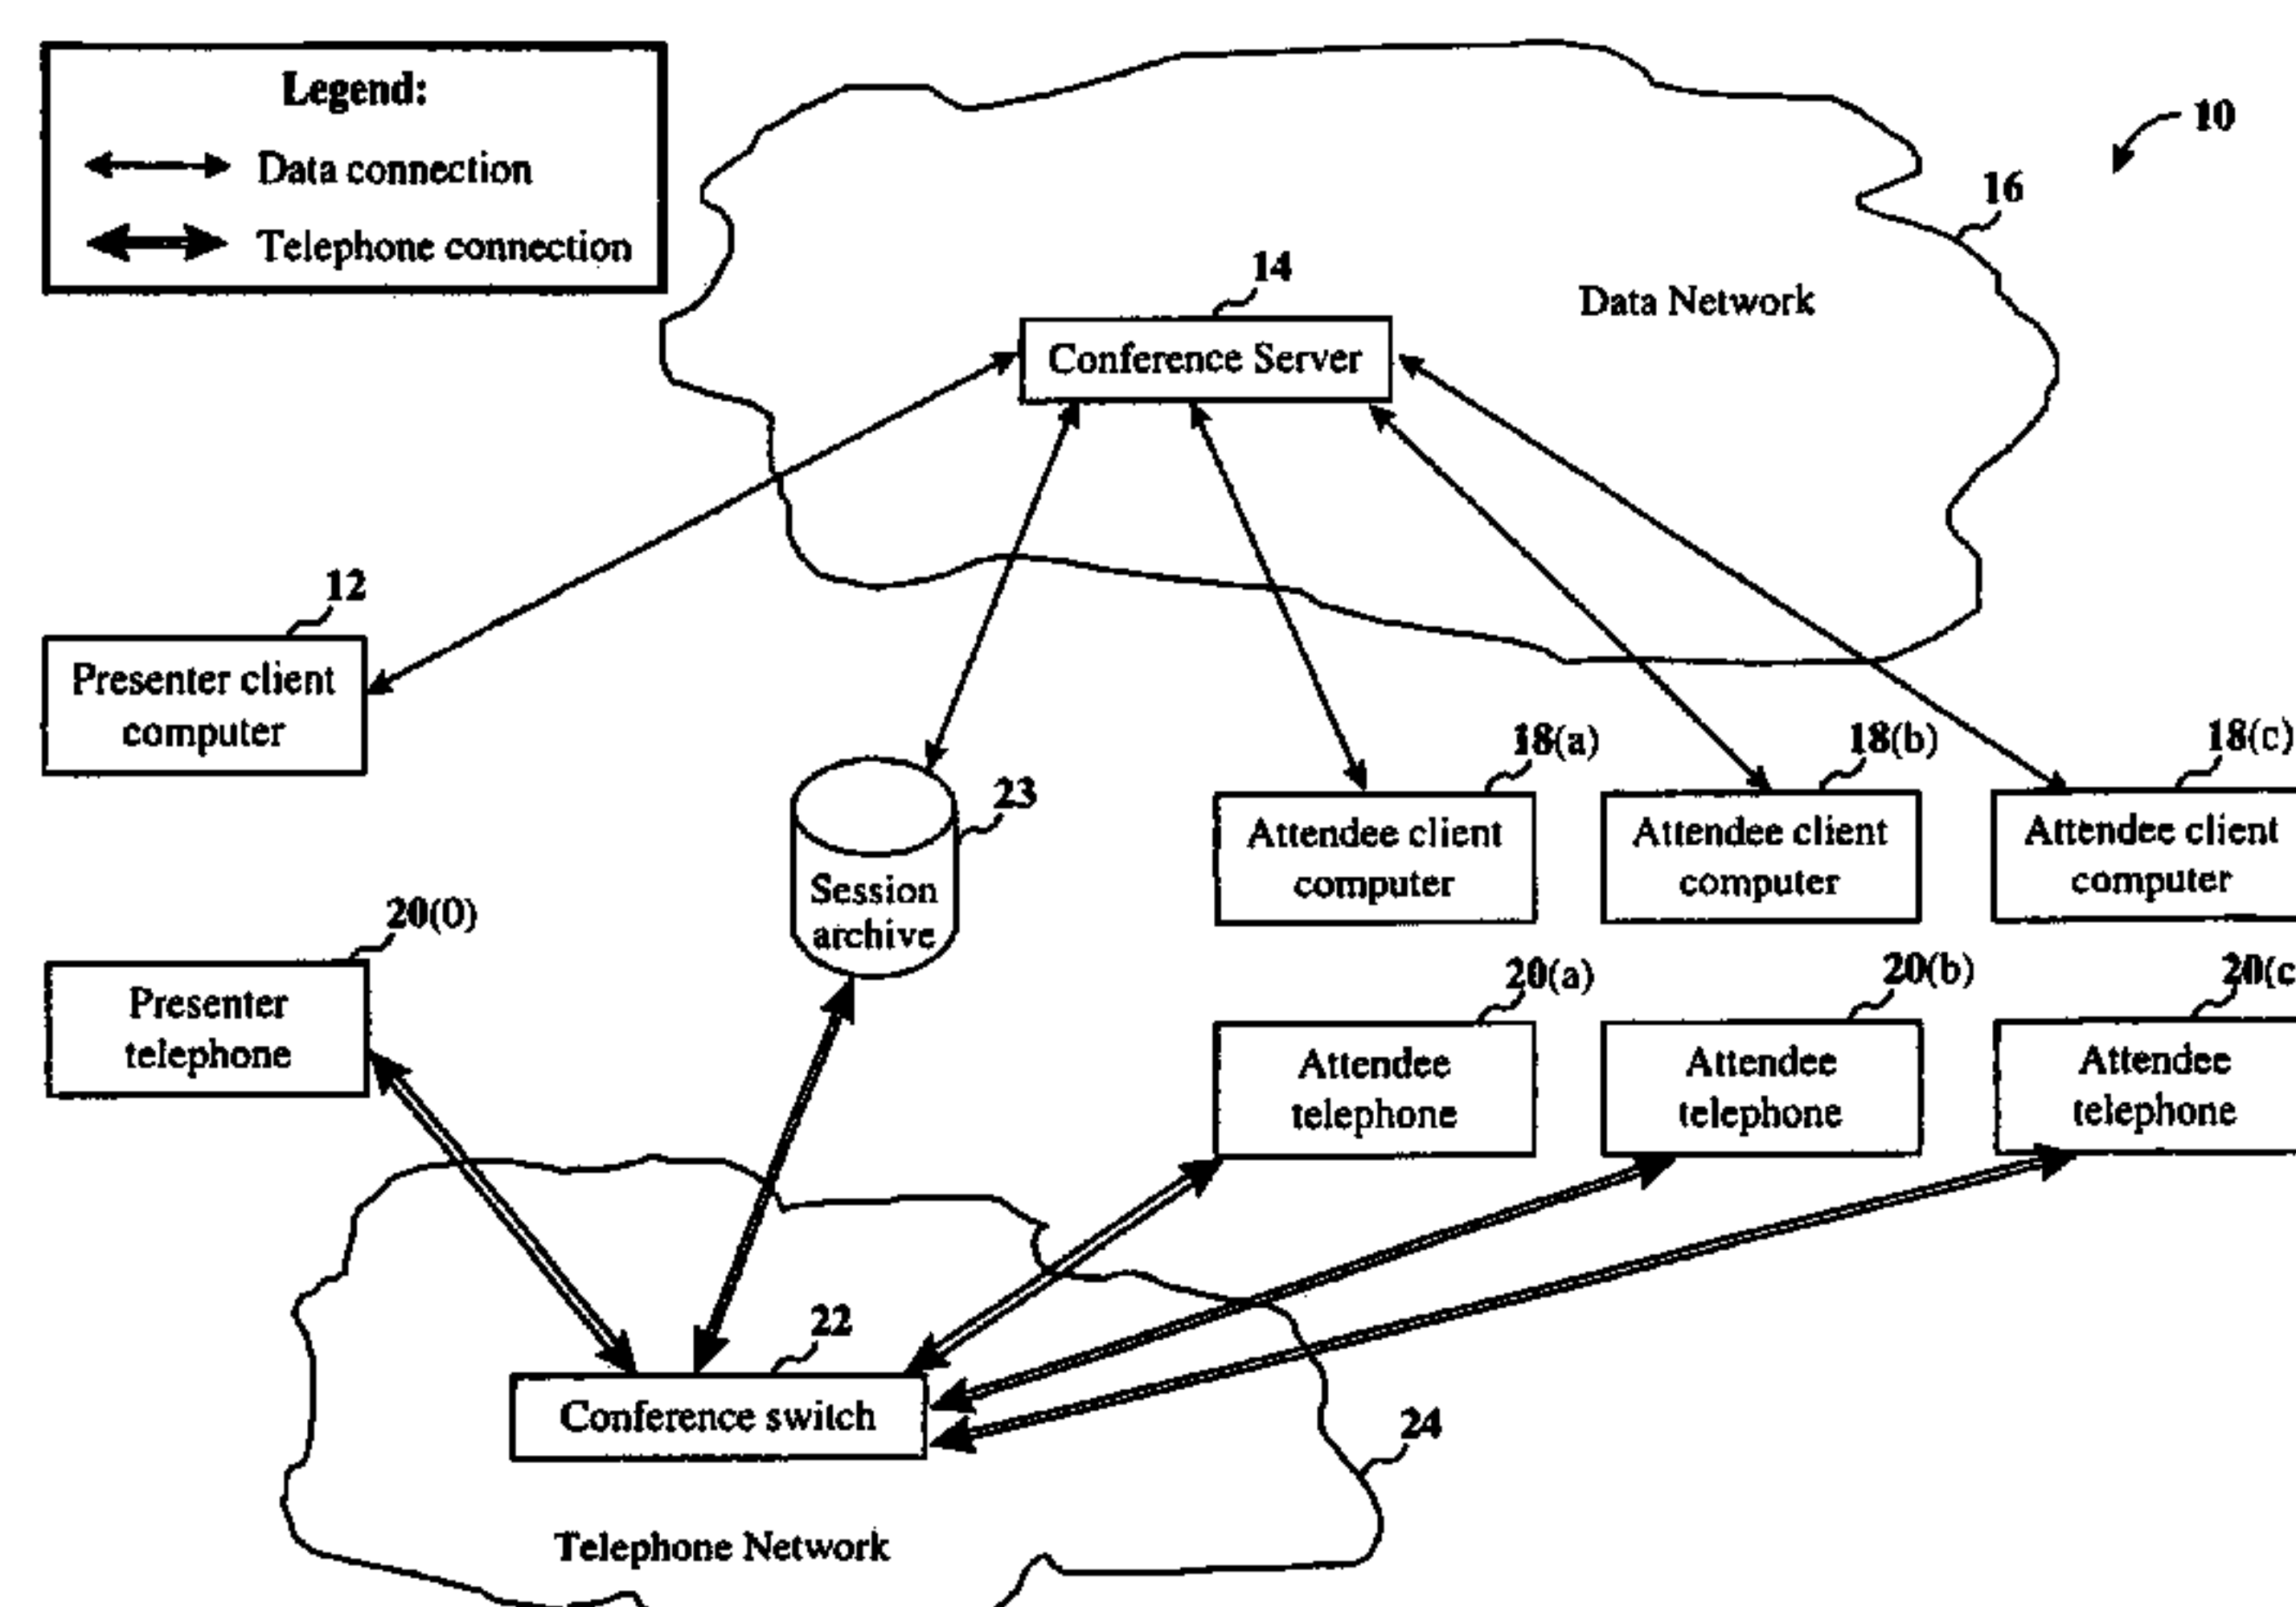 Legend:
Data connection
Telephone connection
10
16
14
Data Network
Conference Server
12
Presenter client
computer
18(a)
18(b)
18(c)
23
Attendee client
computer
Attendee client
computer
Attendee client
computer
Session
archive
20(0)
Presenter
telephone
20(a)
20(b)
20(c
Attendee
telephone
Attendee
telephone
Attendee
telephone
22
Conference switch
24
Telephone Network